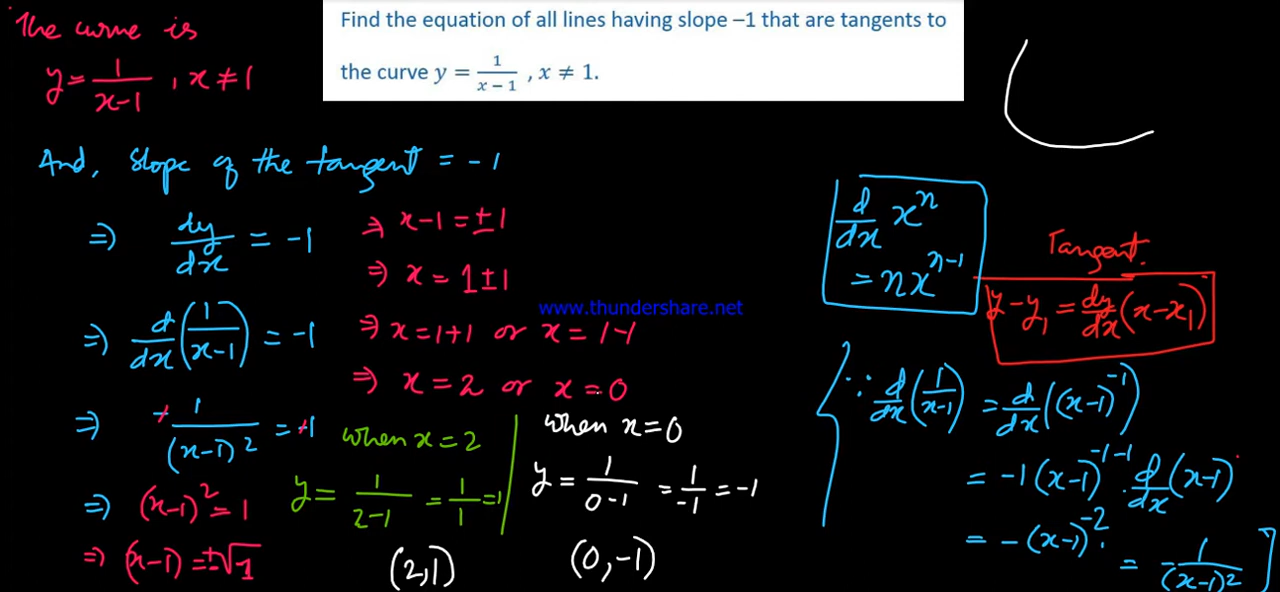 The curve is
y = 1/(x-1) , x ≠ 1
Find the equation of all lines having slope –1 that are tangents to
the curve y = 1/(x – 1) , x ≠ 1.
And, slope of the tangent = -1
⇒ dy/dx = -1
⇒ d/dx (1/(x-1)) = -1
⇒ -1/(x-1)² = -1
⇒ (x-1)² = 1
⇒ (x-1) = ±√1
⇒ x-1 = ±1
⇒ x = 1±1
⇒ x = 1+1 or x = 1-1
⇒ x = 2 or x = 0
when x = 2
y = 1/(2-1) = 1/1 = 1
(2,1)
when x = 0
y = 1/(0-1) = 1/-1 = -1
(0,-1)
www.thundershare.net
d/dx xⁿ
= nxⁿ⁻¹
Tangent.
y-y₁ = dy/dx (x-x₁)
∵ d/dx (1/(x-1)) = d/dx ((x-1)⁻¹)
= -1(x-1)⁻¹⁻¹ . d/dx (x-1)
= -(x-1)⁻² .
= -1/(x-1)² ]